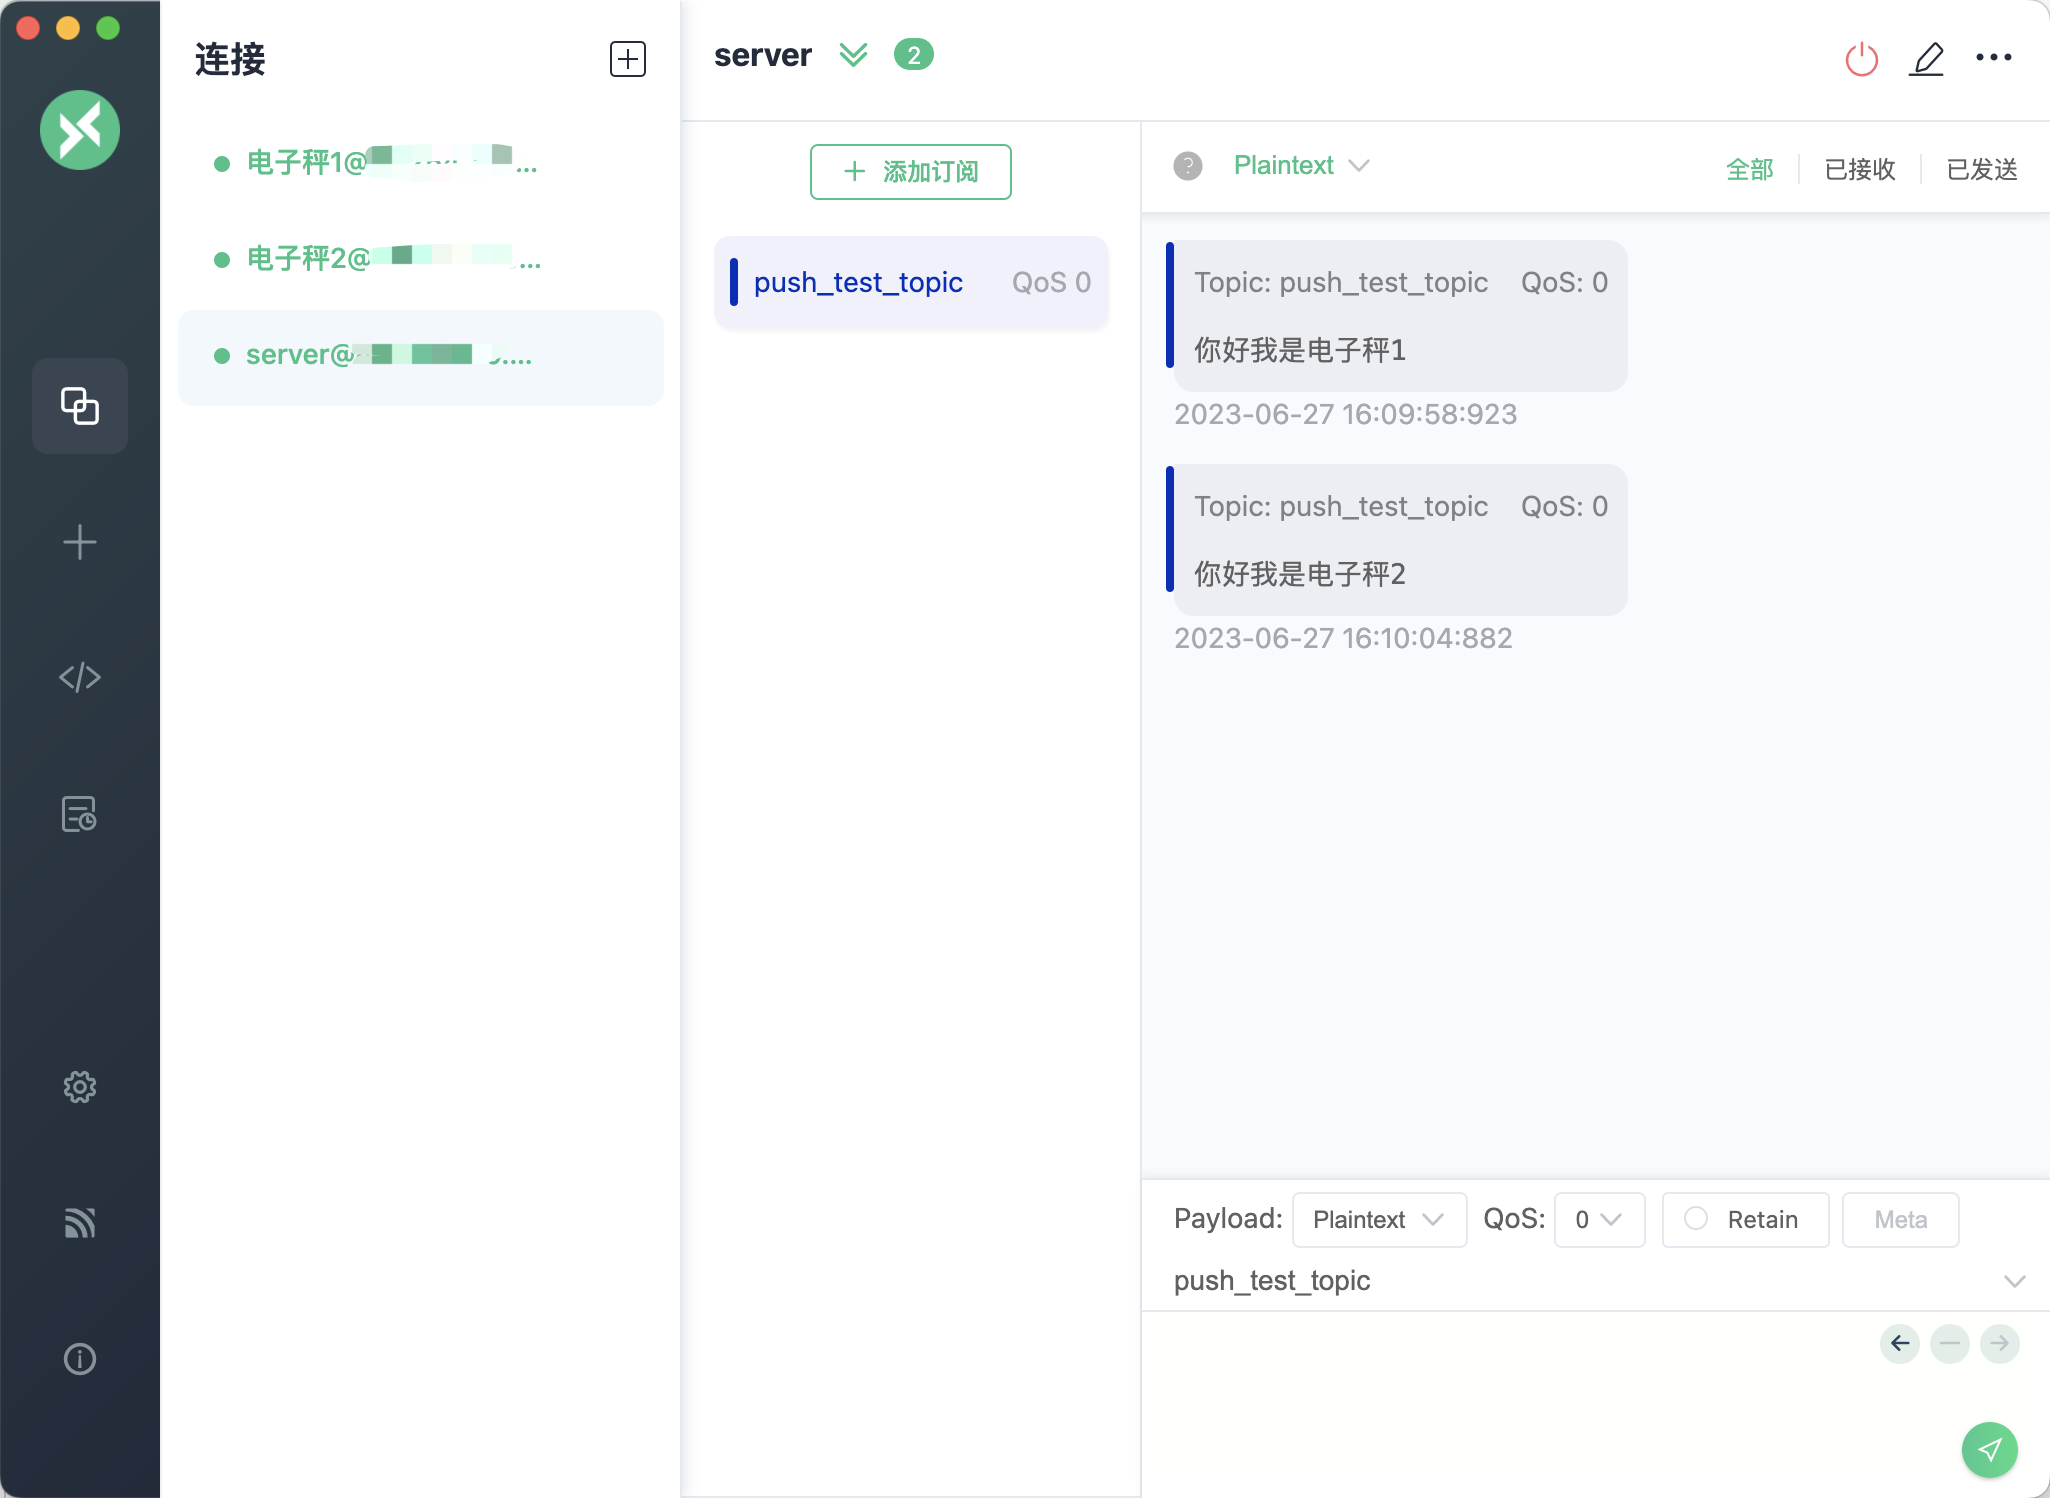 连接
电子秤1@
...
电子秤2@
...
server@
....
server 2
添加订阅
push_test_topic QoS 0
Plaintext
全部 已接收 已发送
Topic: push_test_topic QoS: 0
你好我是电子秤1
2023-06-27 16:09:58:923
Topic: push_test_topic QoS: 0
你好我是电子秤2
2023-06-27 16:10:04:882
Payload: Plaintext QoS: 0 Retain Meta
push_test_topic